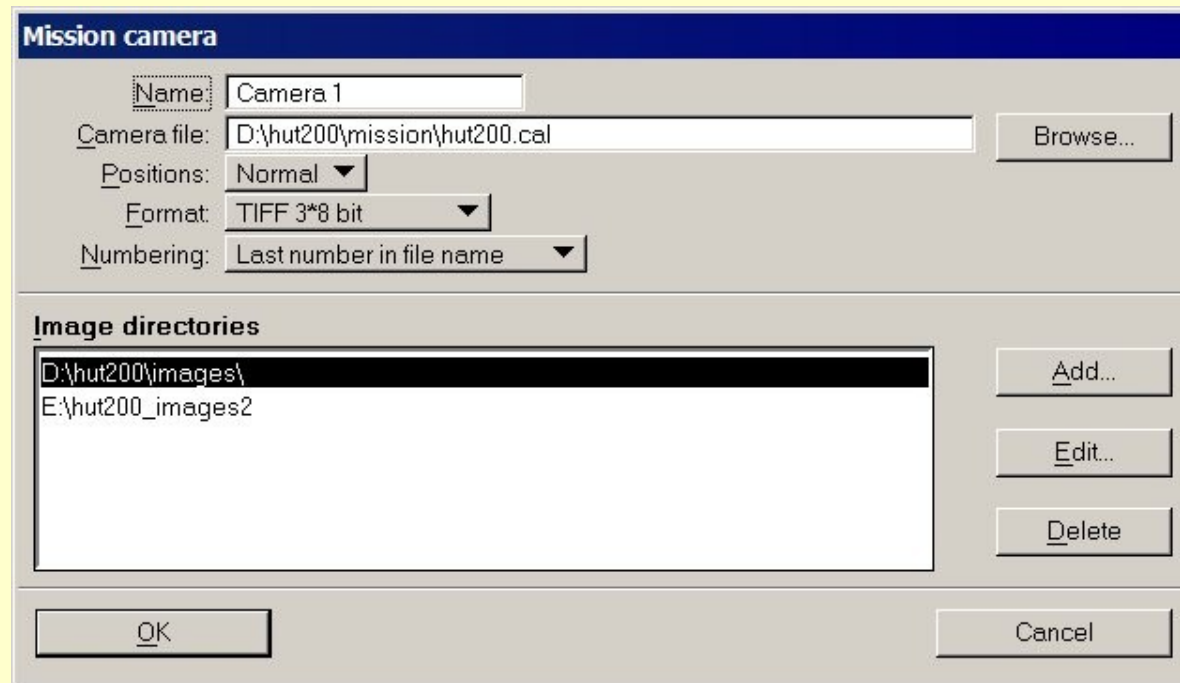 Mission camera
Name: Camera 1
Camera file: D:\hut200\mission\hut200.cal Browse...
Positions: Normal
Format: TIFF 3*8 bit
Numbering: Last number in file name
Image directories
D:\hut200\images\ Add...
E:\hut200_images2
Edit...
Delete
OK Cancel